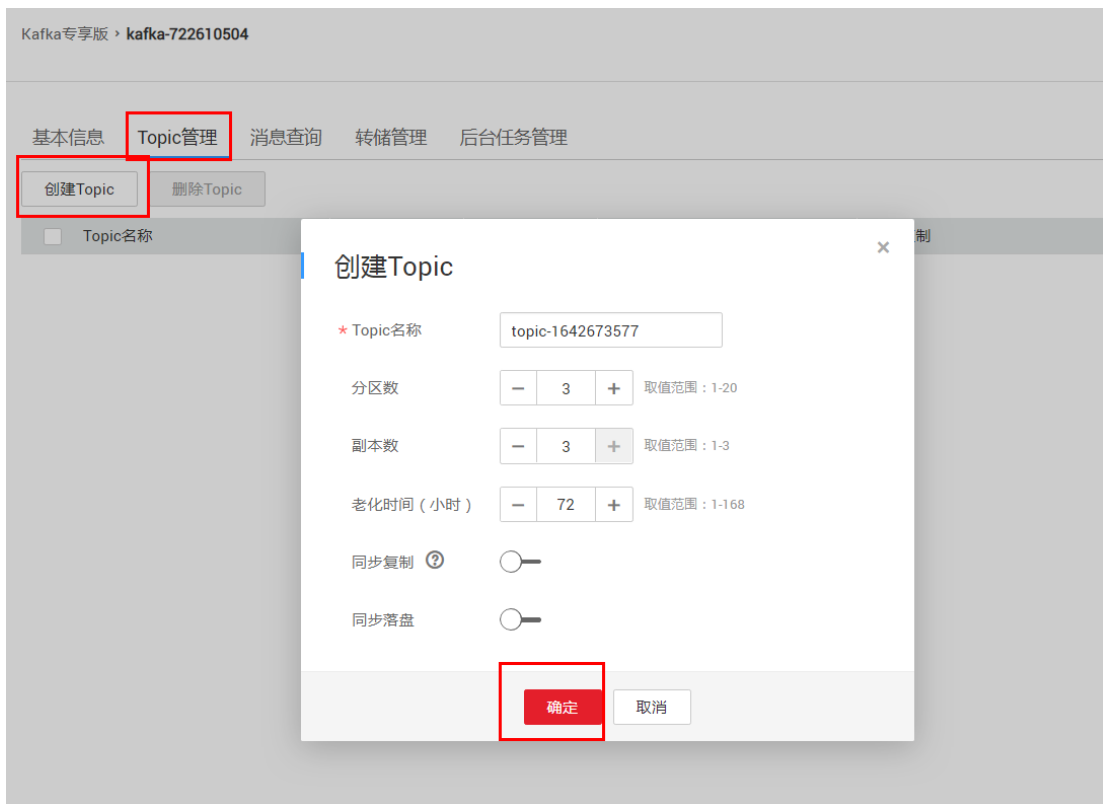 Kafka专享版 › kafka-722610504
基本信息 Topic管理 消息查询 转储管理 后台任务管理
创建Topic 删除Topic
Topic名称 制
创建Topic ×
* Topic名称 topic-1642673577
分区数 − 3 + 取值范围：1-20
副本数 − 3 + 取值范围：1-3
老化时间（小时） − 72 + 取值范围：1-168
同步复制 ?
同步落盘
确定 取消